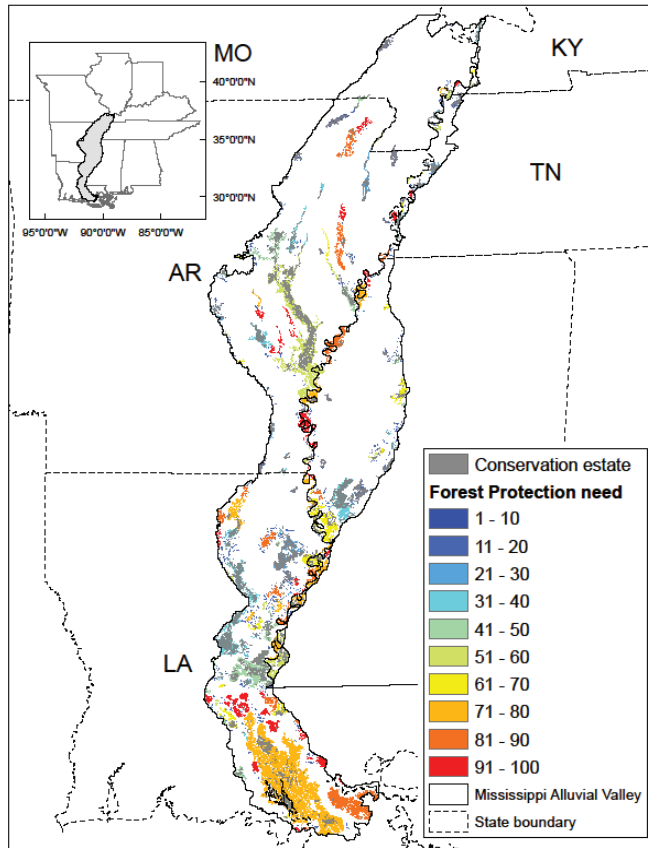 MO
KY
40°0'0"N
35°0'0"N
30°0'0"N
95°0'0"W
90°0'0"W
85°0'0"W
TN
AR
LA
Conservation estate
Forest Protection need
1 - 10
11 - 20
21 - 30
31 - 40
41 - 50
51 - 60
61 - 70
71 - 80
81 - 90
91 - 100
Mississippi Alluvial Valley
State boundary